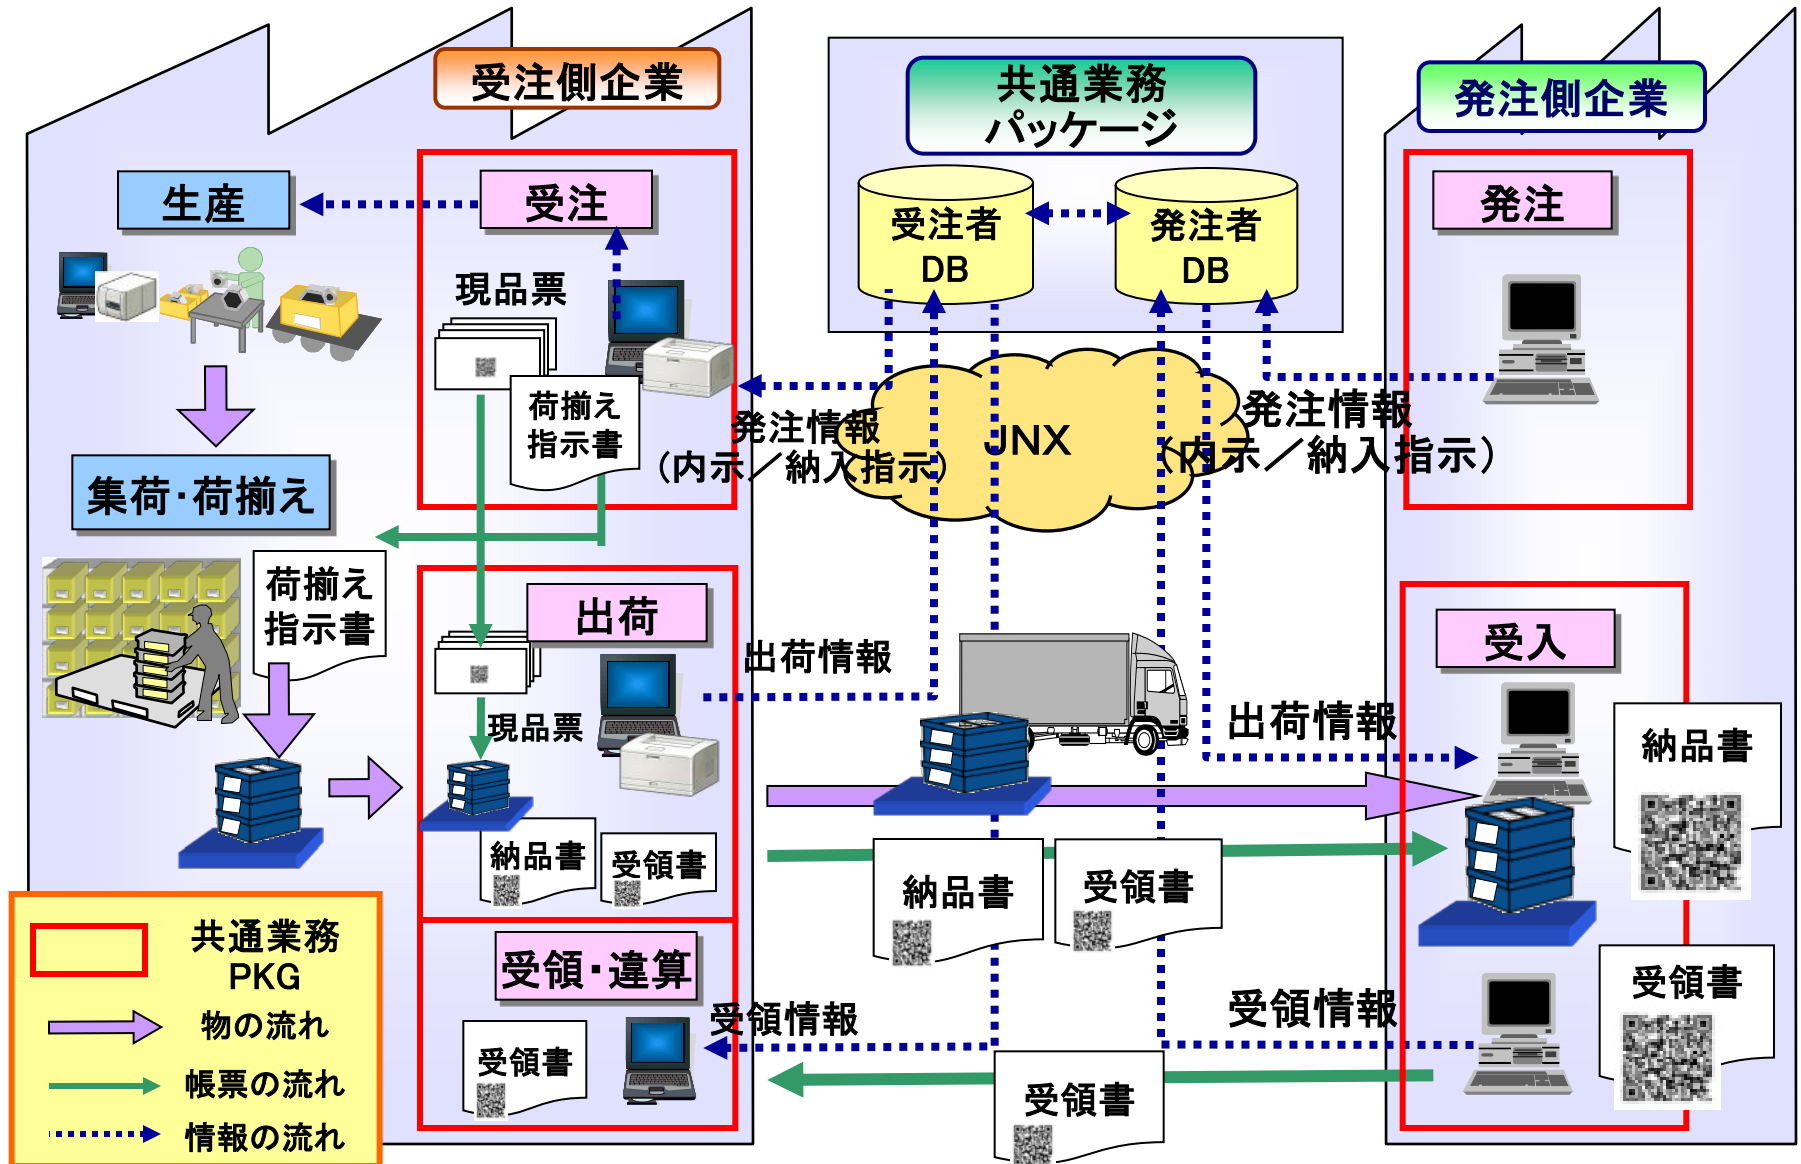 受注側企業
共通業務
パッケージ
発注側企業
生産
受注
受注者
DB
発注者
DB
発注
現品票
荷揃え
指示書
発注情報
（内示／納入指示）
JNX
発注情報
（内示／納入指示）
集荷・荷揃え
荷揃え
指示書
出荷
出荷情報
現品票
受入
出荷情報
納品書
納品書
受領書
納品書
受領書
受領・違算
受領情報
受領書
受領情報
受領書
受領書
共通業務
PKG
物の流れ
帳票の流れ
情報の流れ